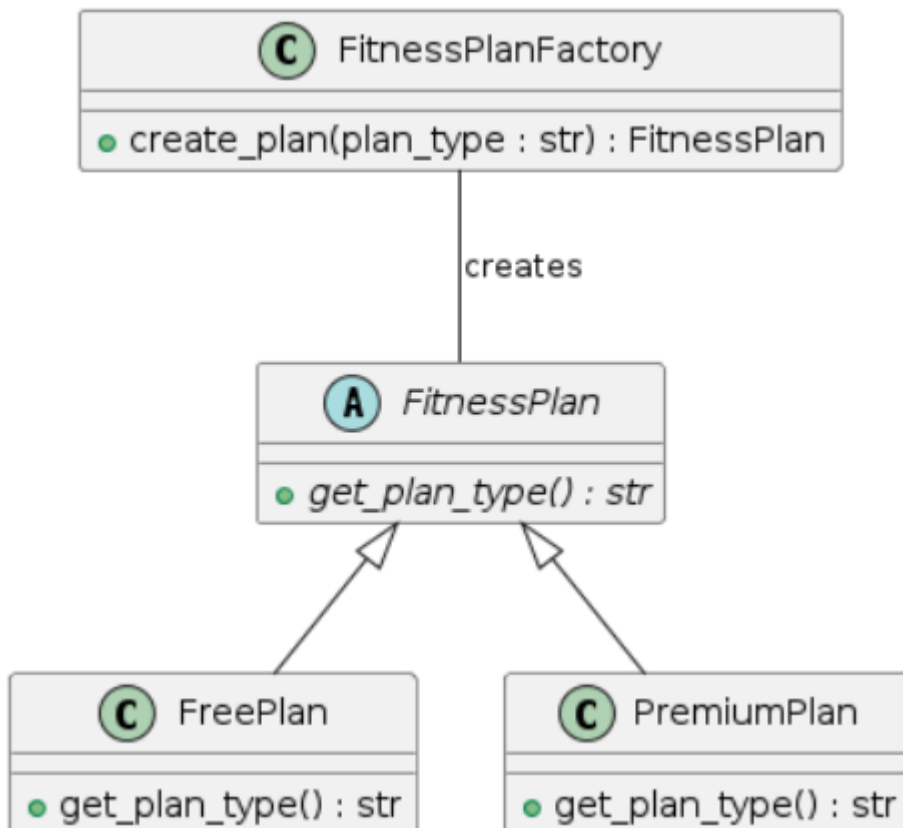 C FitnessPlanFactory
create_plan(plan_type : str) : FitnessPlan
creates
A FitnessPlan
get_plan_type() : str
C FreePlan
C PremiumPlan
get_plan_type() : str
get_plan_type() : str